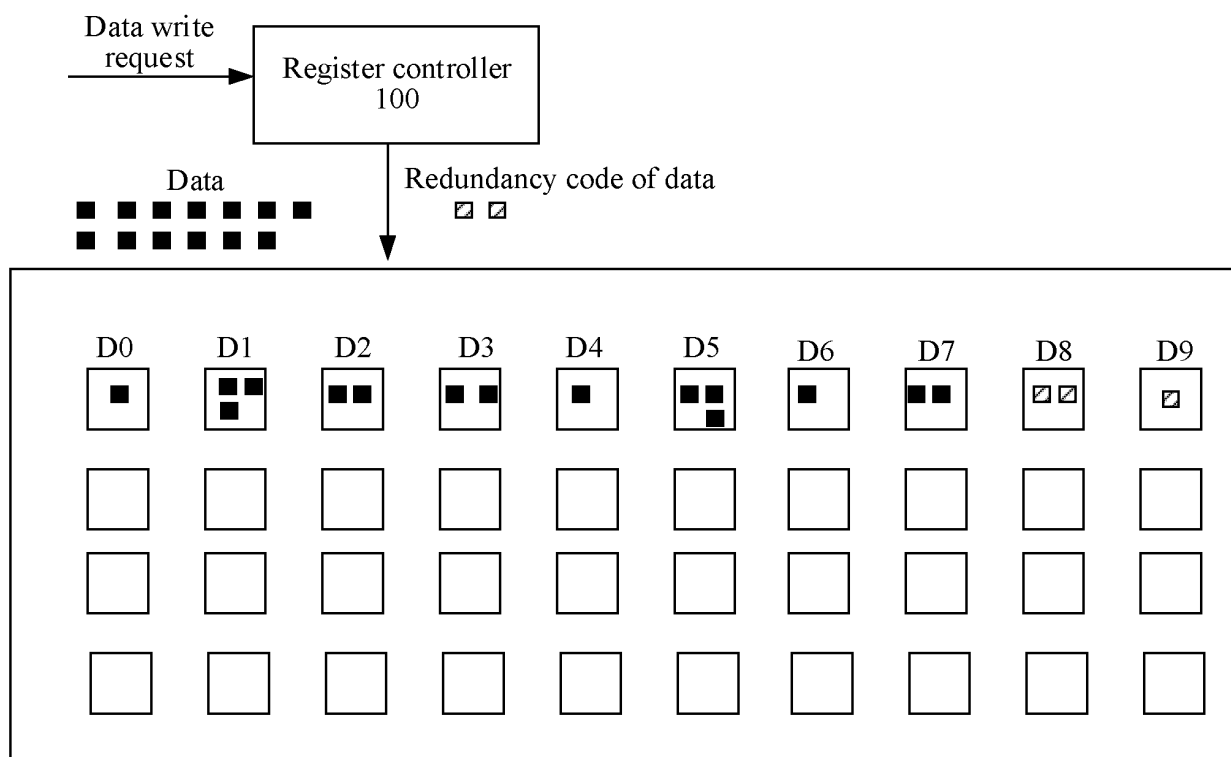 Data write
request
Register controller
100
Data
Redundancy code of data
D0 D1 D2 D3 D4 D5 D6 D7 D8 D9